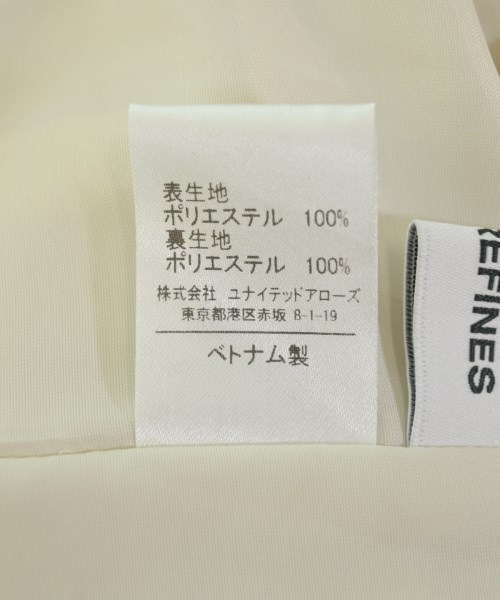 表生地
ポリエステル 100%
裏生地
ポリエステル 100%
株式会社 ユナイテッドアローズ
東京都港区赤坂 8-1-19
ベトナム製
REFINES